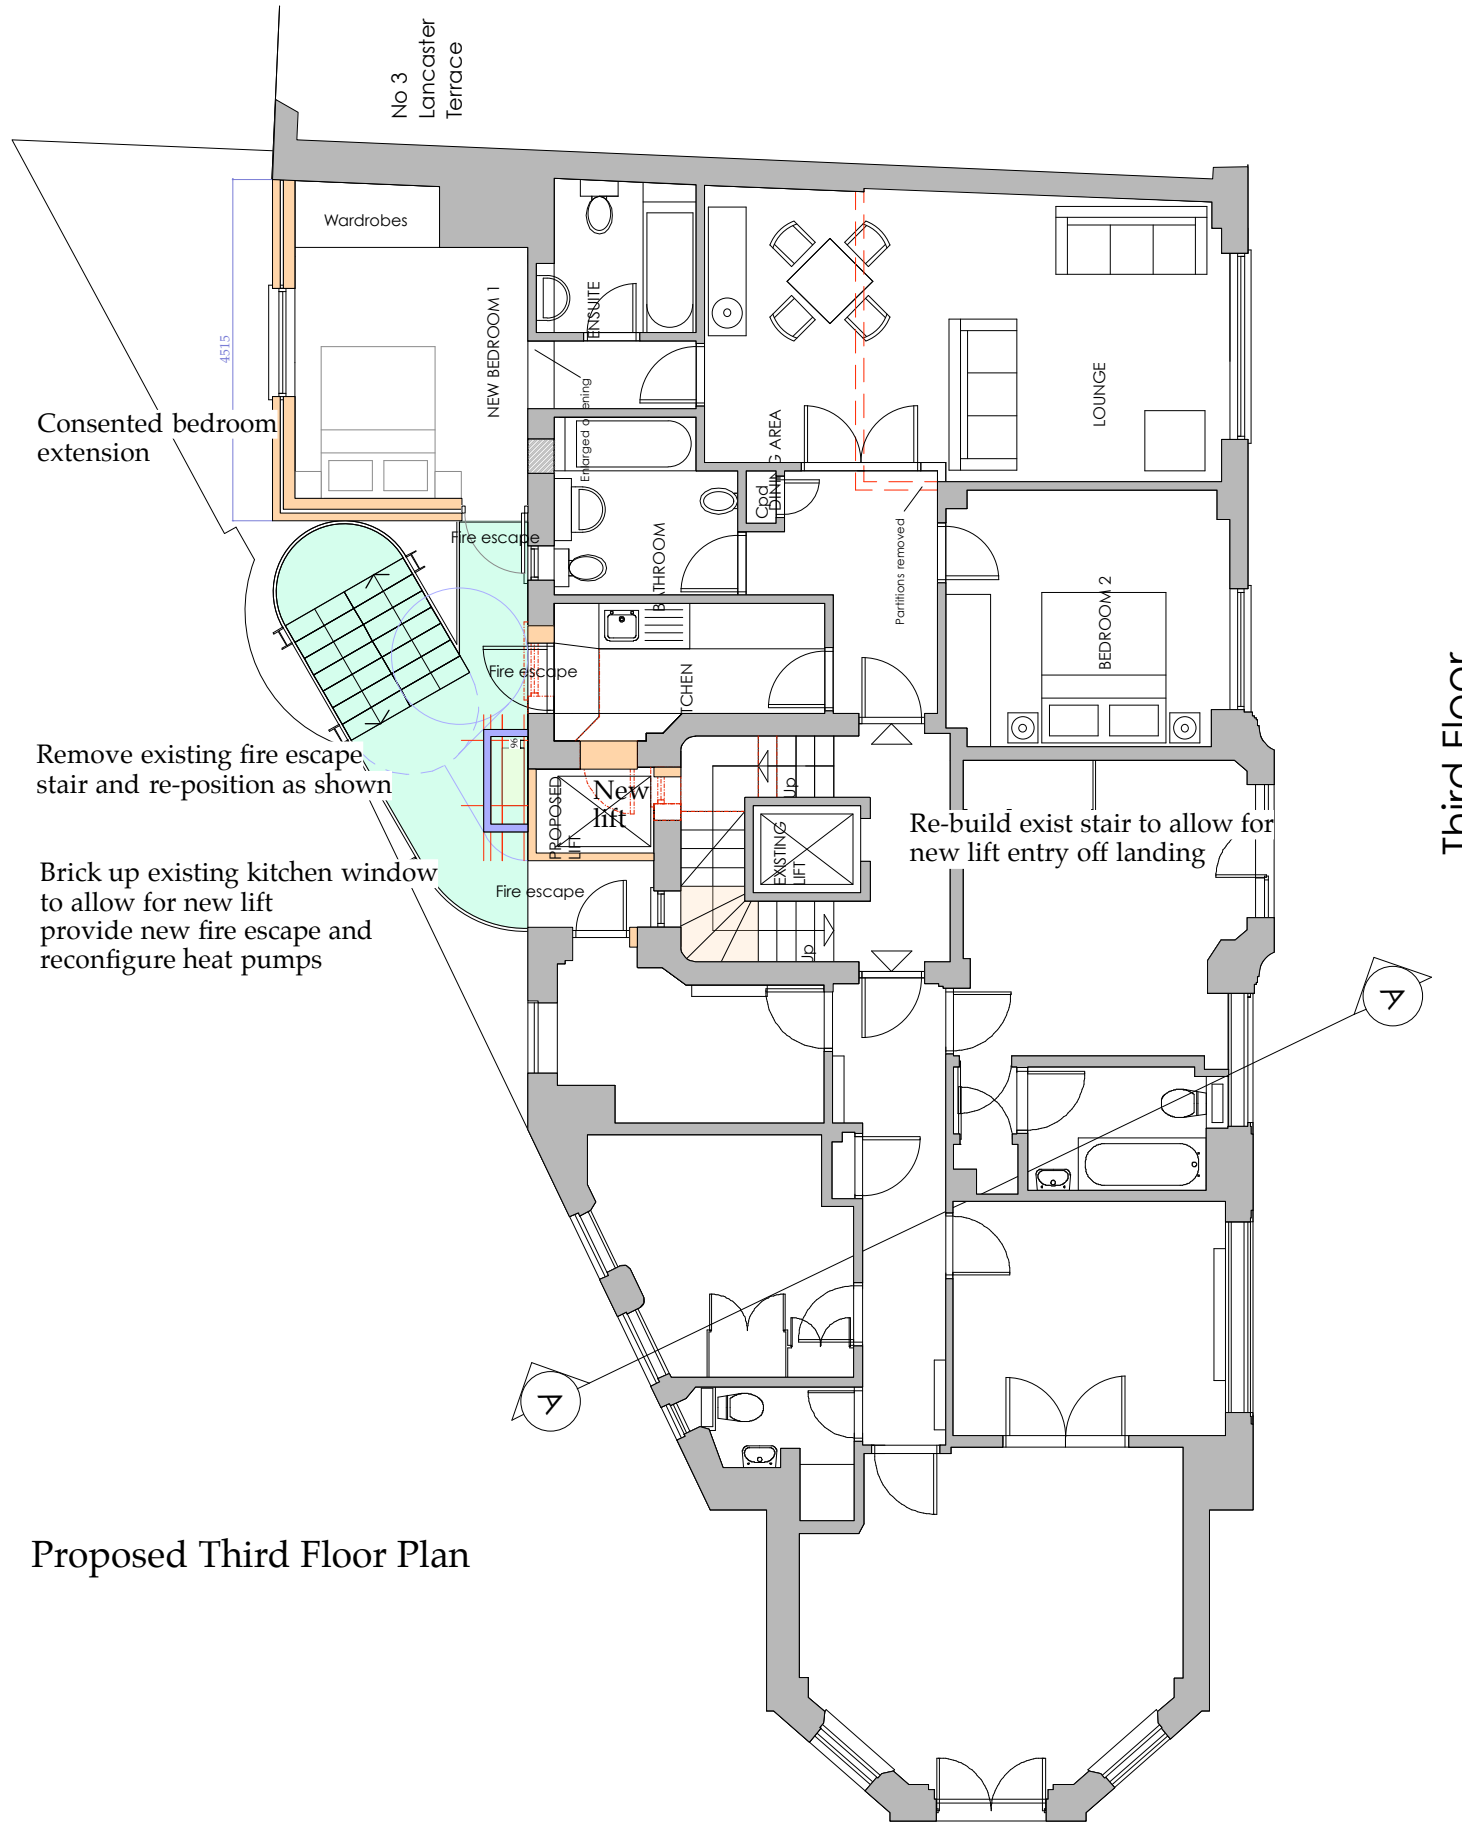 No 3
Lancaster
Terrace
Wardrobes
4515
NEW BEDROOM 1
ENSUITE
Enlarged opening
LOUNGE
DINING AREA
Cpd
Consented bedroom
extension
Fire escape
BATHROOM
Partitions removed
BEDROOM 2
Fire escape
TCHEN
Third Floor
Remove existing fire escape
stair and re-position as shown
96
PROPOSED
LIFT
New
lift
Up
EXISTING
LIFT
Re-build exist stair to allow for
new lift entry off landing
Brick up existing kitchen window
to allow for new lift
provide new fire escape and
reconfigure heat pumps
Fire escape
Up
A
A
Proposed Third Floor Plan